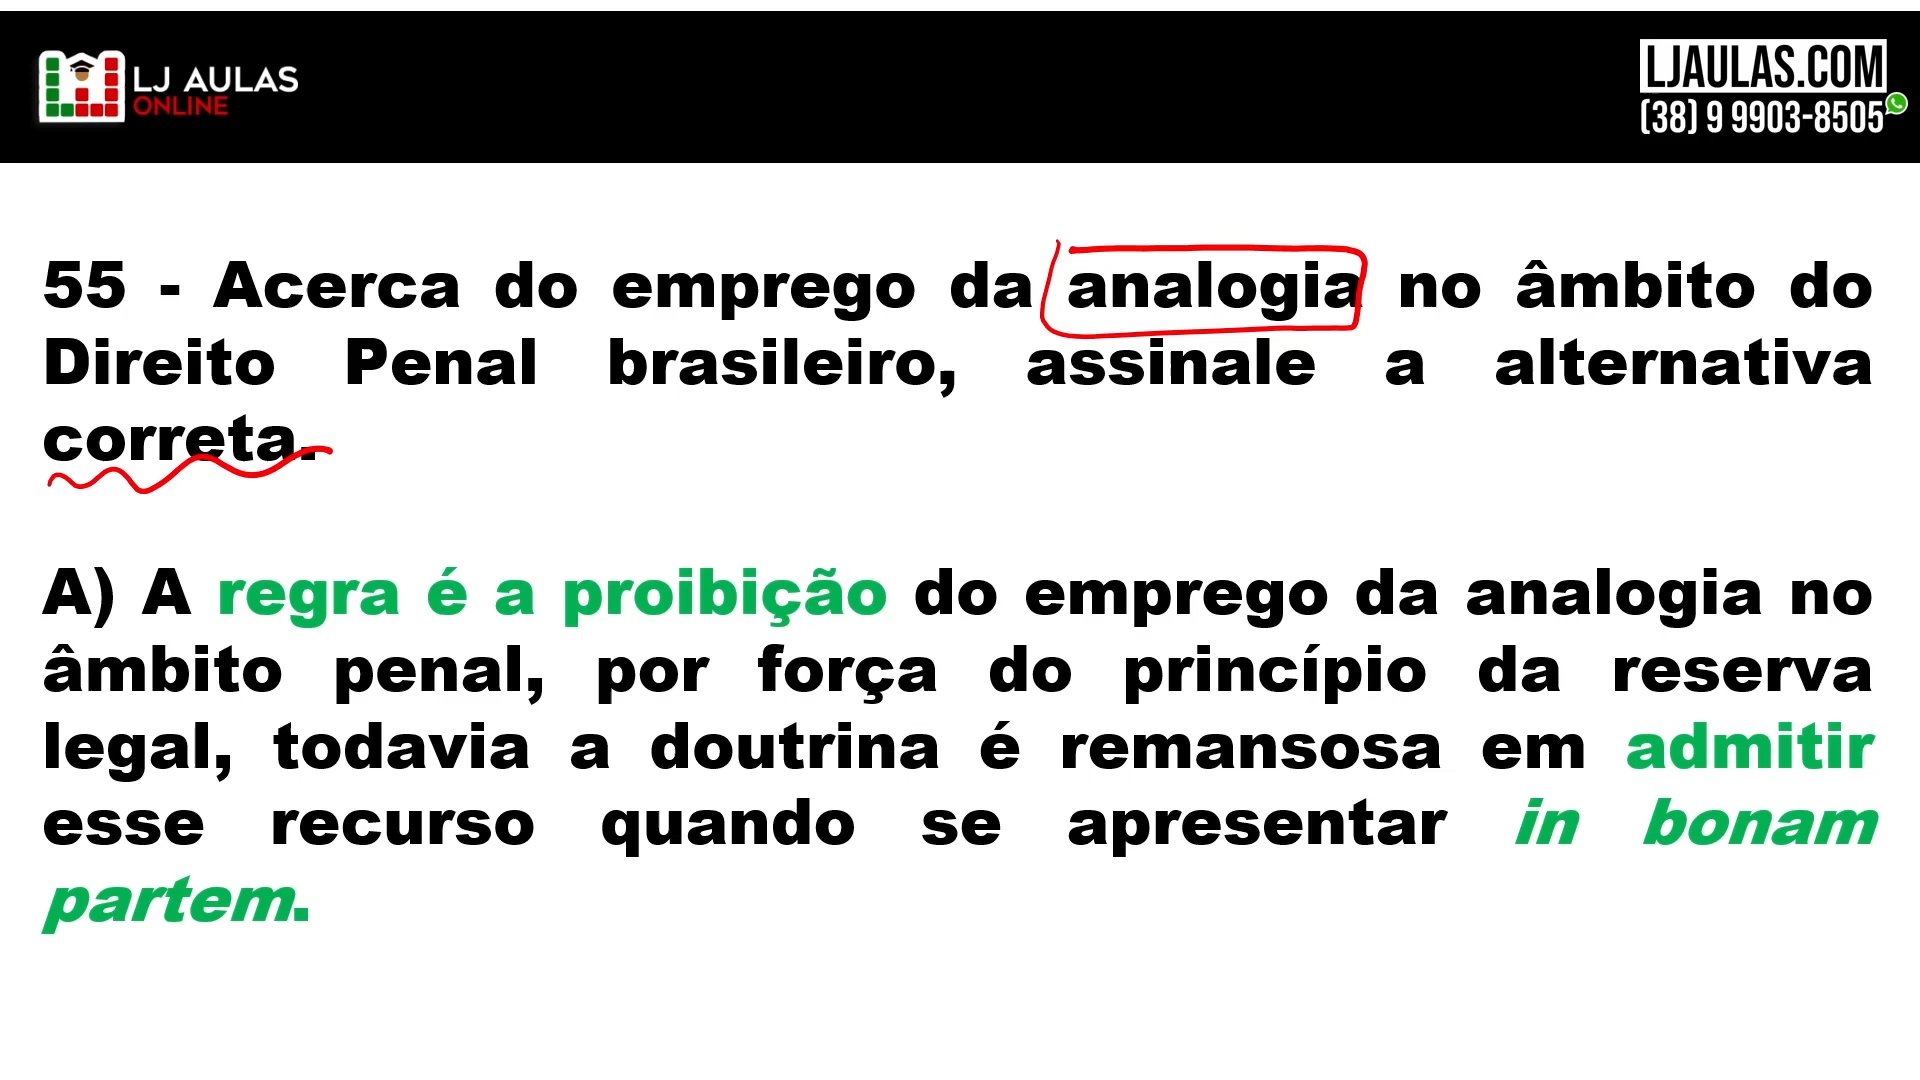 LJ AULAS
ONLINE
LJAULAS.COM
(38) 9 9903-8505
55 - Acerca do emprego da analogia no âmbito do
Direito Penal brasileiro, assinale a alternativa
correta.
A) A regra é a proibição do emprego da analogia no
âmbito penal, por força do princípio da reserva
legal, todavia a doutrina é remansosa em admitir
esse recurso quando se apresentar in bonam
partem.